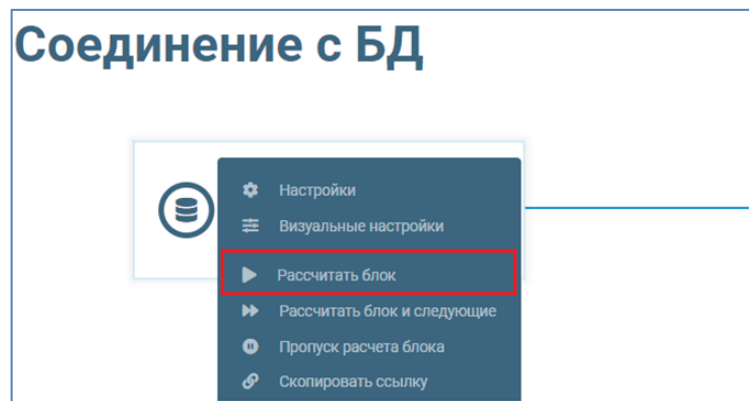 Соединение с БД
Настройки
Визуальные настройки
Рассчитать блок
Рассчитать блок и следующие
Пропуск расчета блока
Скопировать ссылку